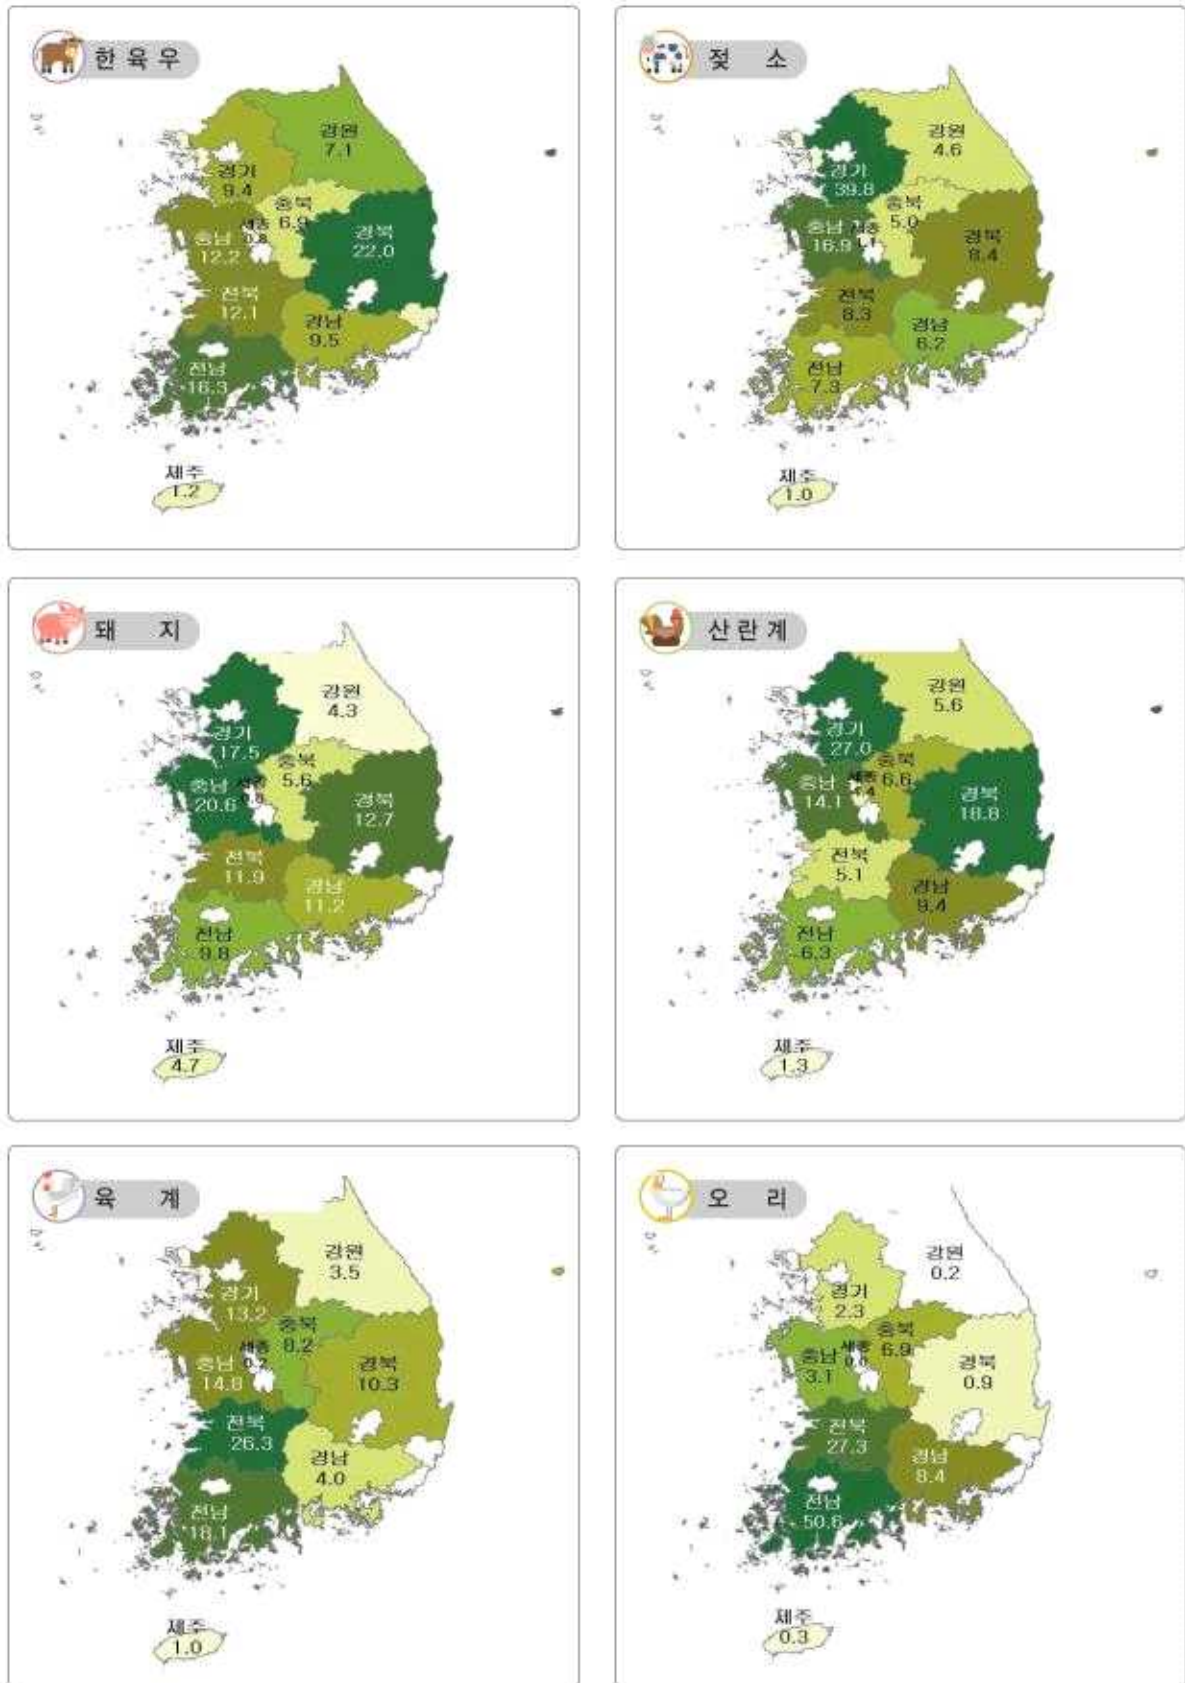 한 육 우
강원
7.1
경기
9.4
충북
6.9
세종
충남
12.2
경북
22.0
전북
12.1
경남
9.5
전남
16.3
제주
1.2
젖 소
강원
4.6
경기
39.8
충북
5.0
충남
16.9
경북
8.4
전북
8.3
경남
6.2
전남
7.3
제주
1.0
돼 지
강원
4.3
경기
17.5
충북
5.6
충남
20.6
경북
12.7
전북
11.9
경남
11.2
전남
9.8
제주
4.7
산란계
강원
5.6
경기
27.0
충북
6.6
세종
충남
14.1
경북
18.8
전북
5.1
경남
9.4
전남
6.3
제주
1.3
육 계
강원
3.5
경기
13.2
충북
8.2
세종
0.2
충남
14.8
경북
10.3
전북
26.3
경남
4.0
전남
18.1
제주
1.0
오 리
강원
0.2
경기
2.3
충북
6.9
세종
0.0
충남
3.1
경북
0.9
전북
27.3
경남
8.4
전남
50.6
제주
0.3